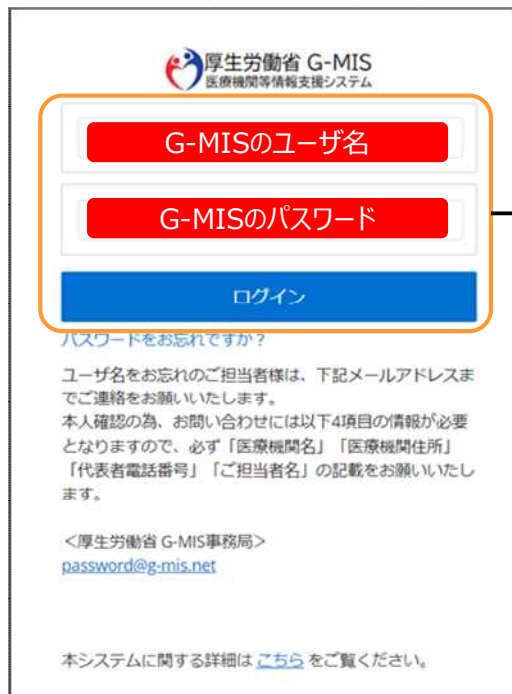 厚生労働省 G-MIS
医療機関等情報支援システム
G-MISのユーザ名
G-MISのパスワード
ログイン
パスワードをお忘れですか？
ユーザ名をお忘れのご担当者様は、下記メールアドレスま
でご連絡をお願いいたします。
本人確認の為、お問い合わせには以下4項目の情報が必要
となりますので、必ず「医療機関名」「医療機関住所」
「代表者電話番号」「ご担当者名」の記載をお願いいたし
ます。
＜厚生労働省 G-MIS事務局＞
password@g-mis.net
本システムに関する詳細は こちら をご覧ください。